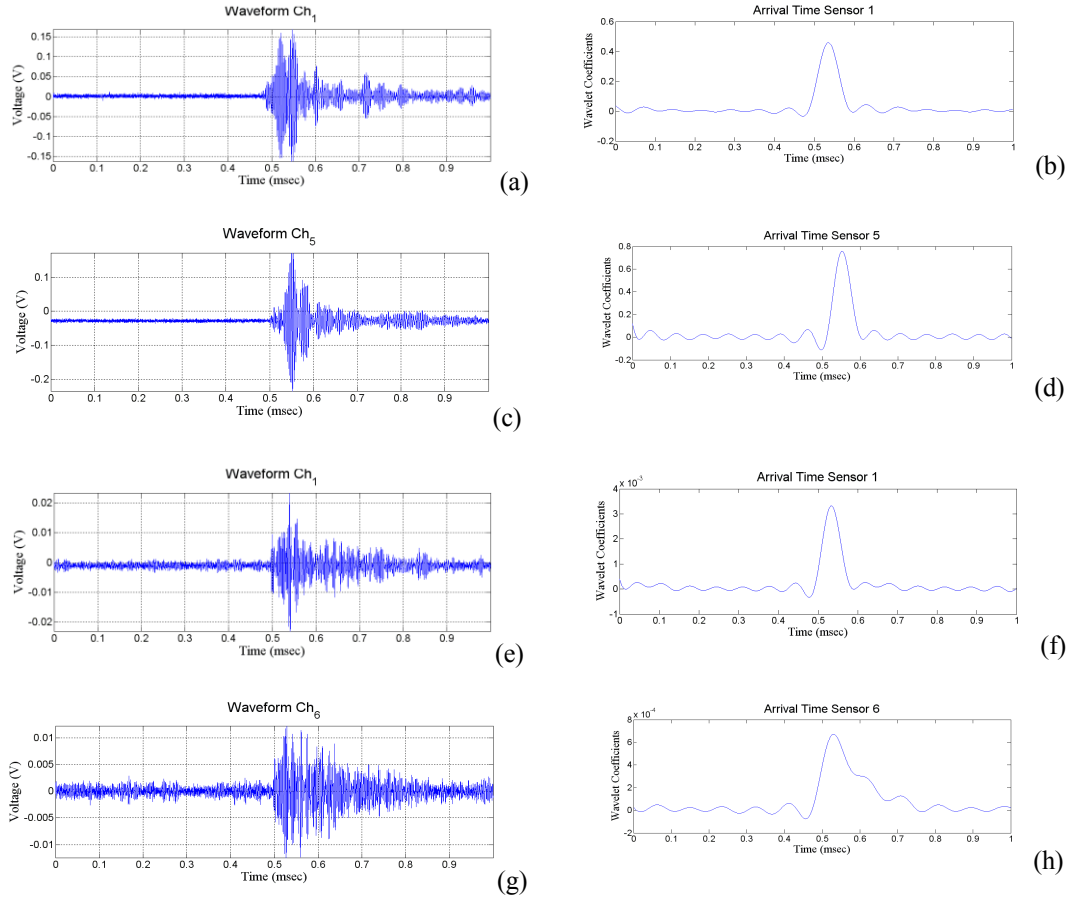 Waveform Ch1
Voltage (V)
0.15
0.10
0.05
0
-0.05
-0.1
-0.15
0 0.1 0.2 0.3 0.4 0.5 0.6 0.7 0.8 0.9
Time (msec)
(a)
Arrival Time Sensor 1
Wavelet Coefficients
0.6
0.4
0.2
0
-0.2
0 0.1 0.2 0.3 0.4 0.5 0.6 0.7 0.8 0.9 1
Time (msec)
(b)
Waveform Ch5
Voltage (V)
0.1
0
-0.1
-0.2
0 0.1 0.2 0.3 0.4 0.5 0.6 0.7 0.8 0.9
Time (msec)
(c)
Arrival Time Sensor 5
Wavelet Coefficients
0.8
0.6
0.4
0.2
0
-0.2
0 0.1 0.2 0.3 0.4 0.5 0.6 0.7 0.8 0.9 1
Time (msec)
(d)
Waveform Ch1
Voltage (V)
0.02
0.01
0
-0.01
-0.02
0 0.1 0.2 0.3 0.4 0.5 0.6 0.7 0.8 0.9
Time (msec)
(e)
Arrival Time Sensor 1
x 10-3
Wavelet Coefficients
4
3
2
1
0
-1
0 0.1 0.2 0.3 0.4 0.5 0.6 0.7 0.8 0.9 1
Time (msec)
(f)
Waveform Ch6
Voltage (V)
0.01
0.005
0
-0.005
-0.01
0 0.1 0.2 0.3 0.4 0.5 0.6 0.7 0.8 0.9
Time (msec)
(g)
Arrival Time Sensor 6
x 10-4
Wavelet Coefficients
8
6
4
2
0
-2
0 0.1 0.2 0.3 0.4 0.5 0.6 0.7 0.8 0.9 1
Time (msec)
(h)